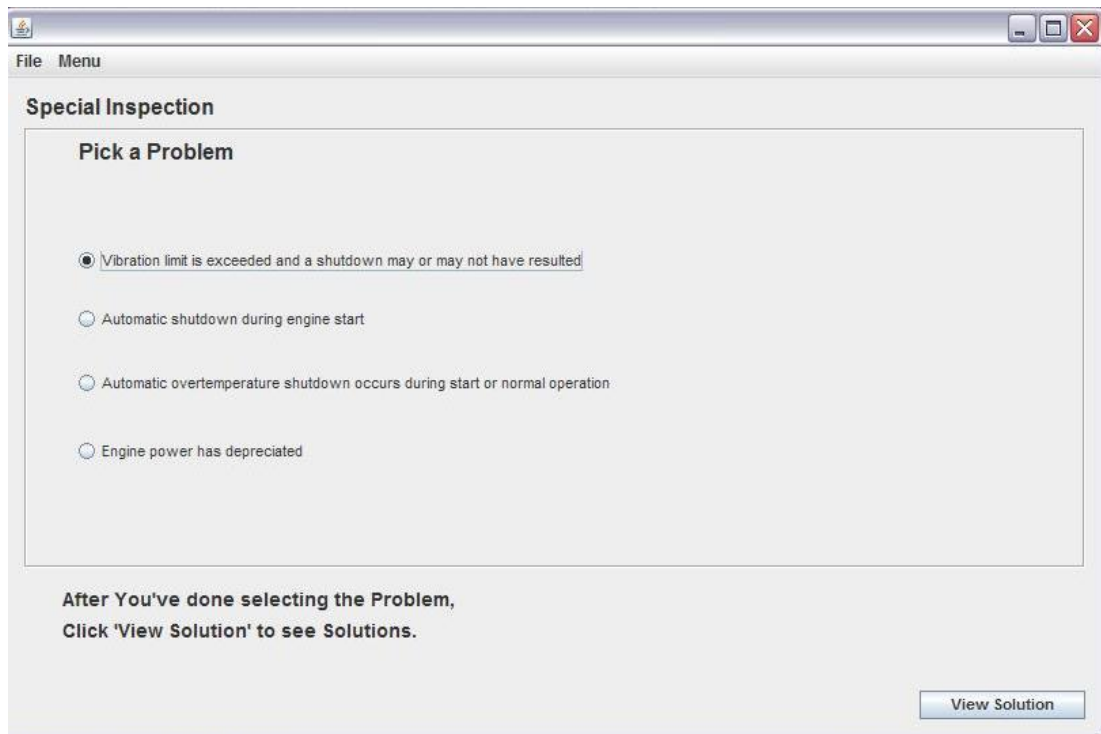 File Menu
Special Inspection
Pick a Problem
Vibration limit is exceeded and a shutdown may or may not have resulted
Automatic shutdown during engine start
Automatic overtemperature shutdown occurs during start or normal operation
Engine power has depreciated
After You've done selecting the Problem,
Click 'View Solution' to see Solutions.
View Solution